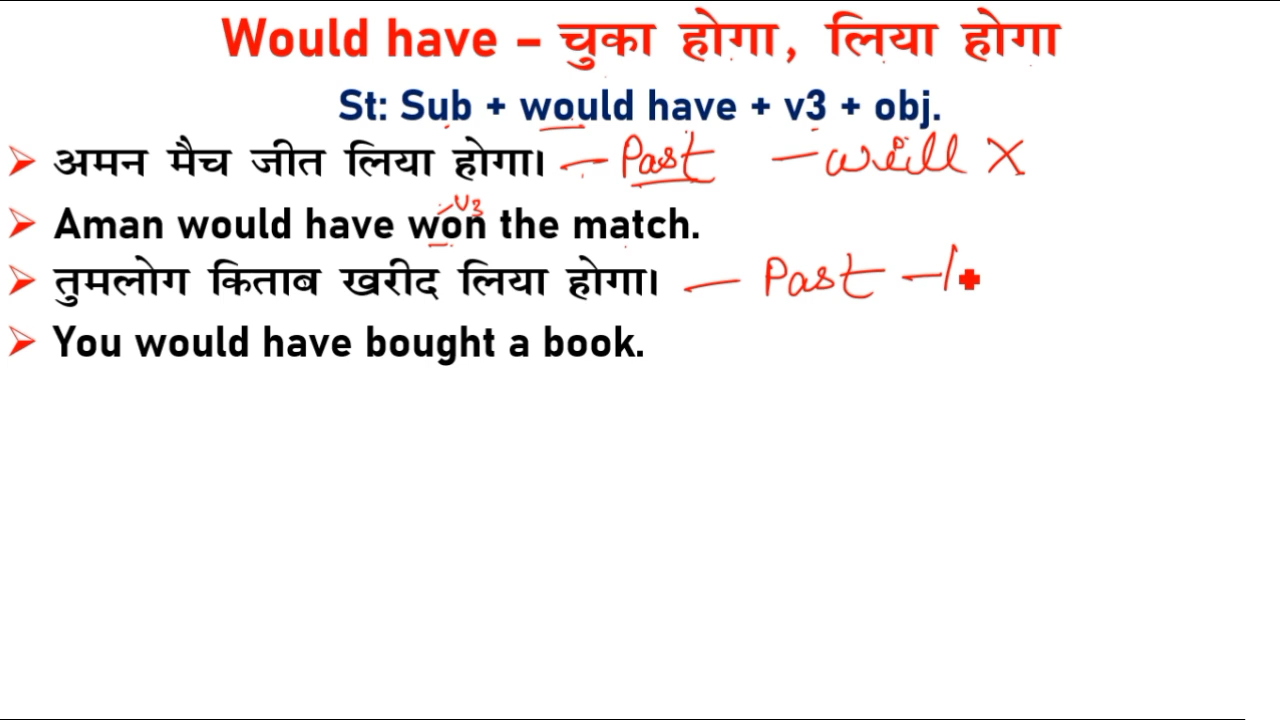 Would have – चुका होगा, लिया होगा
St: Sub + would have + v3 + obj.
➢ अमन मैच जीत लिया होगा। — Past — will X
V3
➢ Aman would have won the match.
➢ तुमलोग किताब खरीद लिया होगा। — Past —
➢ You would have bought a book.